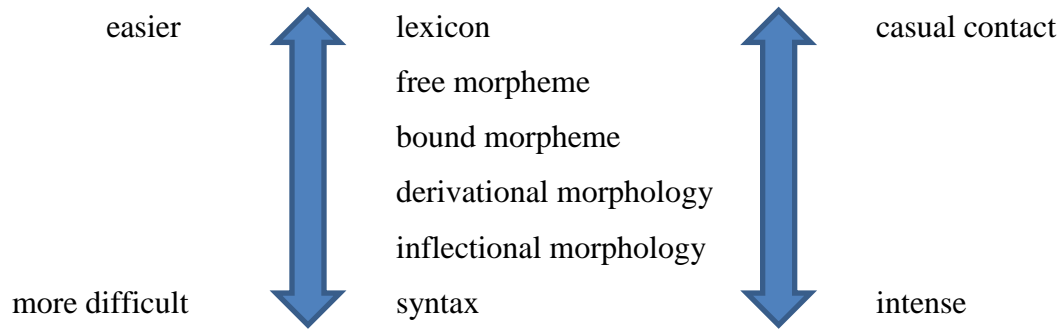 easier lexicon casual contact
free morpheme
bound morpheme
derivational morphology
inflectional morphology
more difficult syntax intense